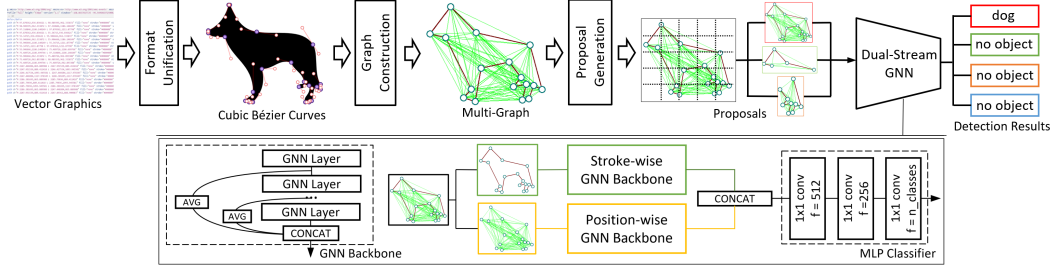 Vector Graphics
Format
Unification
Cubic Bézier Curves
Graph
Construction
Multi-Graph
Proposal
Generation
Proposals
Dual-Stream
GNN
dog
no object
no object
no object
Detection Results
GNN Layer
GNN Layer
...
GNN Layer
AVG
AVG
CONCAT
GNN Backbone
Stroke-wise
GNN Backbone
Position-wise
GNN Backbone
CONCAT
1x1 conv
f = 512
1x1 conv
f =256
1x1 conv
f = n_classes
MLP Classifier